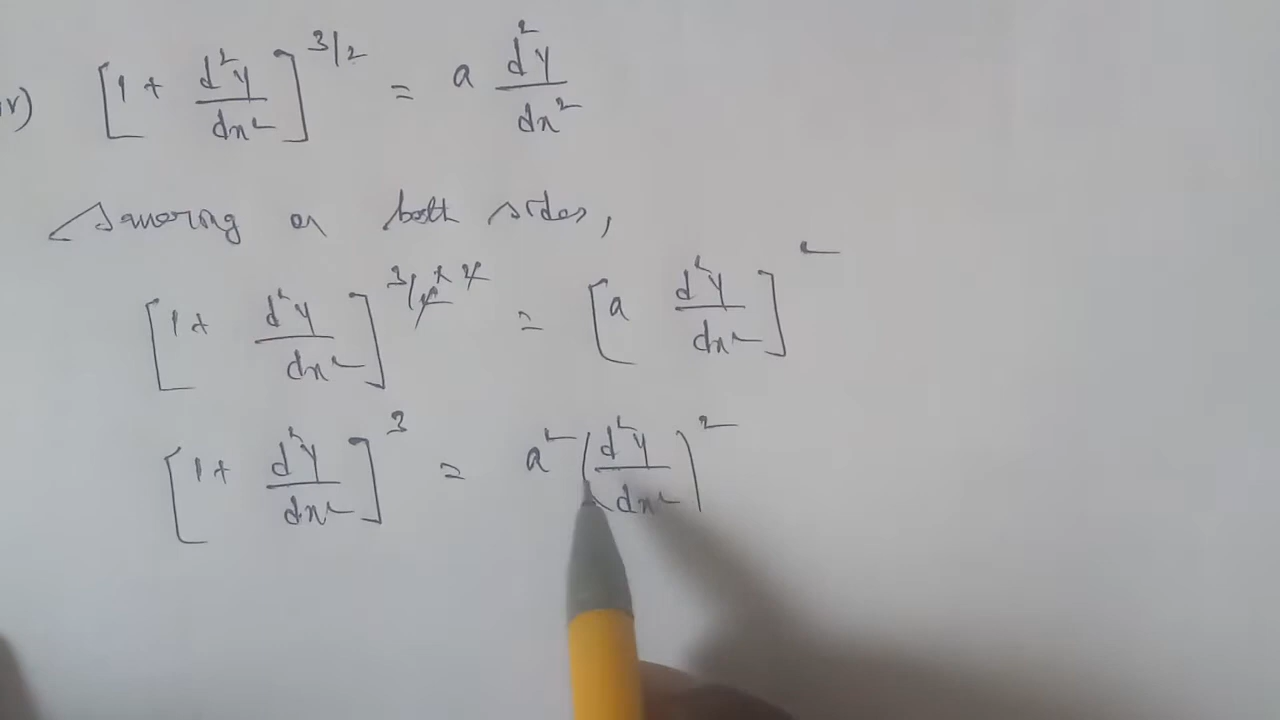 iv) [1 + d²y/dx²]^3/2 = a d²y/dx²
Squaring on both sides,
[1 + d²y/dx²]^3/2 × 2 = [a d²y/dx²]²
[1 + d²y/dx²]³ = a² (d²y/dx²)²